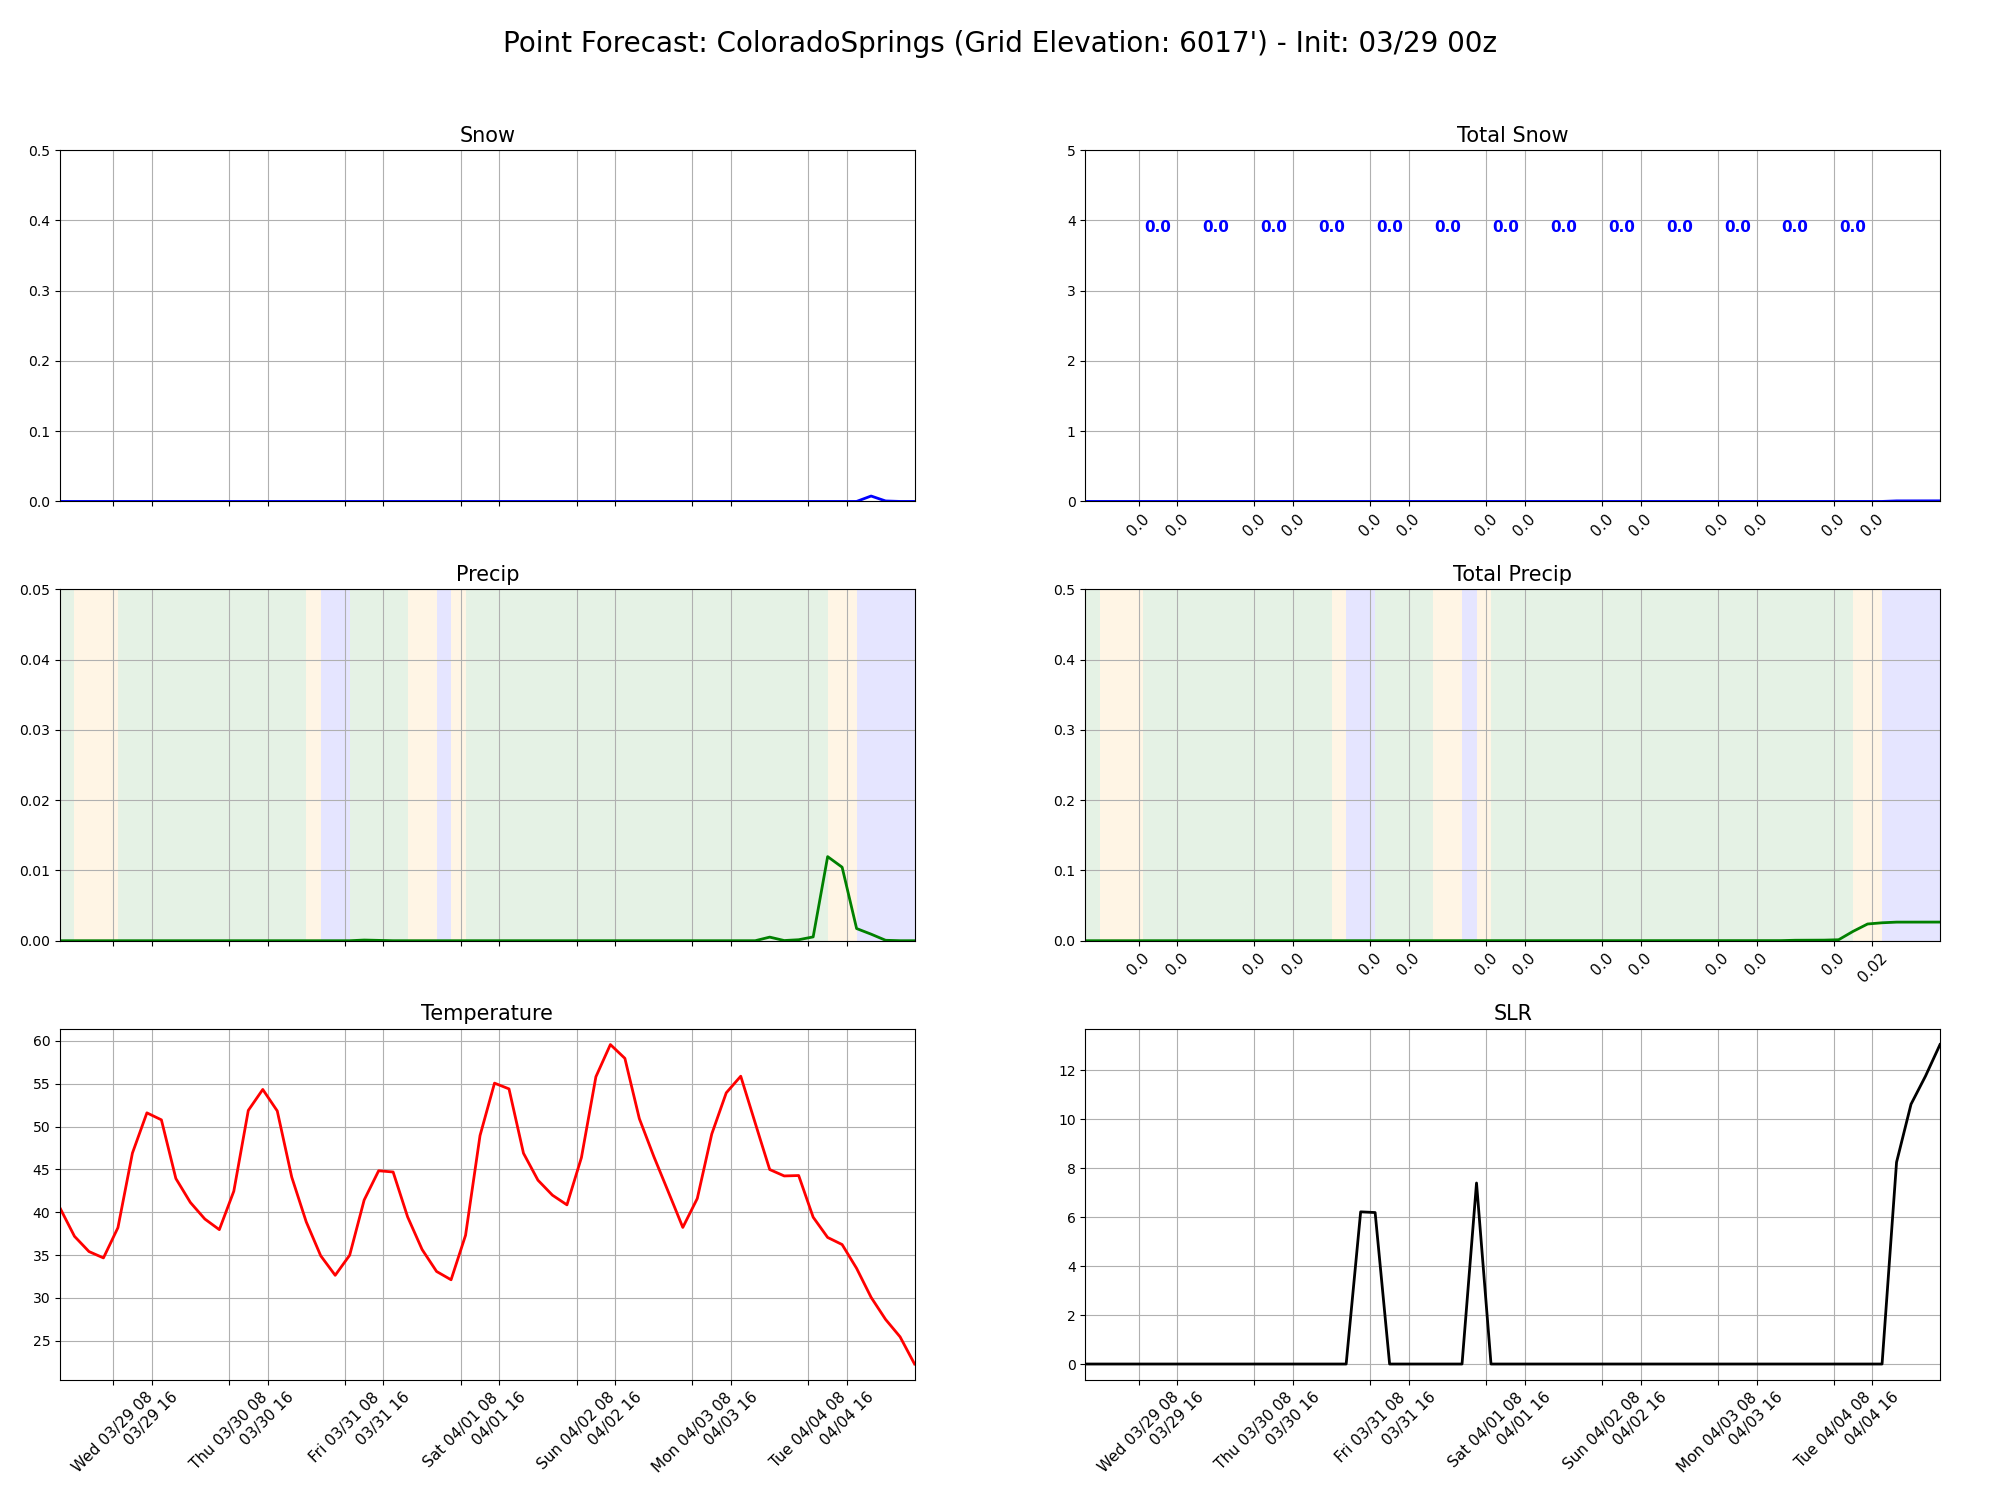 Point Forecast: ColoradoSprings (Grid Elevation: 6017') - Init: 03/29 00z
Snow
0.5
0.4
0.3
0.2
0.1
0.0
Total Snow
5
4
3
2
1
0
0.0 0.0 0.0 0.0 0.0 0.0 0.0 0.0 0.0 0.0 0.0 0.0 0.0
0.0 0.0 0.0 0.0 0.0 0.0 0.0 0.0 0.0 0.0 0.0 0.0 0.0 0.0
Precip
0.05
0.04
0.03
0.02
0.01
0.00
Total Precip
0.5
0.4
0.3
0.2
0.1
0.0
0.0 0.0 0.0 0.0 0.0 0.0 0.0 0.0 0.0 0.0 0.0 0.0 0.0 0.02
Temperature
60
55
50
45
40
35
30
25
Wed 03/29 08
03/29 16
Thu 03/30 08
03/30 16
Fri 03/31 08
03/31 16
Sat 04/01 08
04/01 16
Sun 04/02 08
04/02 16
Mon 04/03 08
04/03 16
Tue 04/04 08
04/04 16
SLR
12
10
8
6
4
2
0
Wed 03/29 08
03/29 16
Thu 03/30 08
03/30 16
Fri 03/31 08
03/31 16
Sat 04/01 08
04/01 16
Sun 04/02 08
04/02 16
Mon 04/03 08
04/03 16
Tue 04/04 08
04/04 16